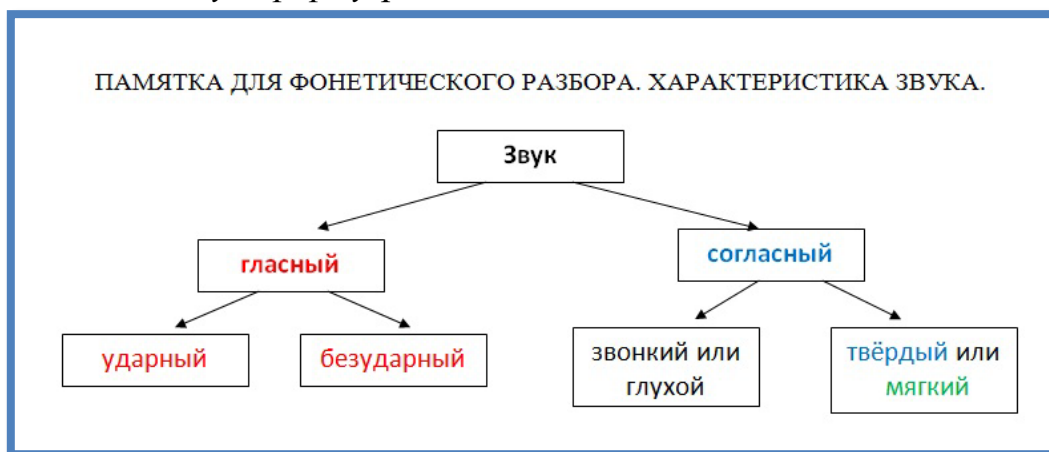 ПАМЯТКА ДЛЯ ФОНЕТИЧЕСКОГО РАЗБОРА. ХАРАКТЕРИСТИКА ЗВУКА.
Звук
гласный
согласный
ударный
безударный
звонкий или
глухой
твёрдый или
мягкий